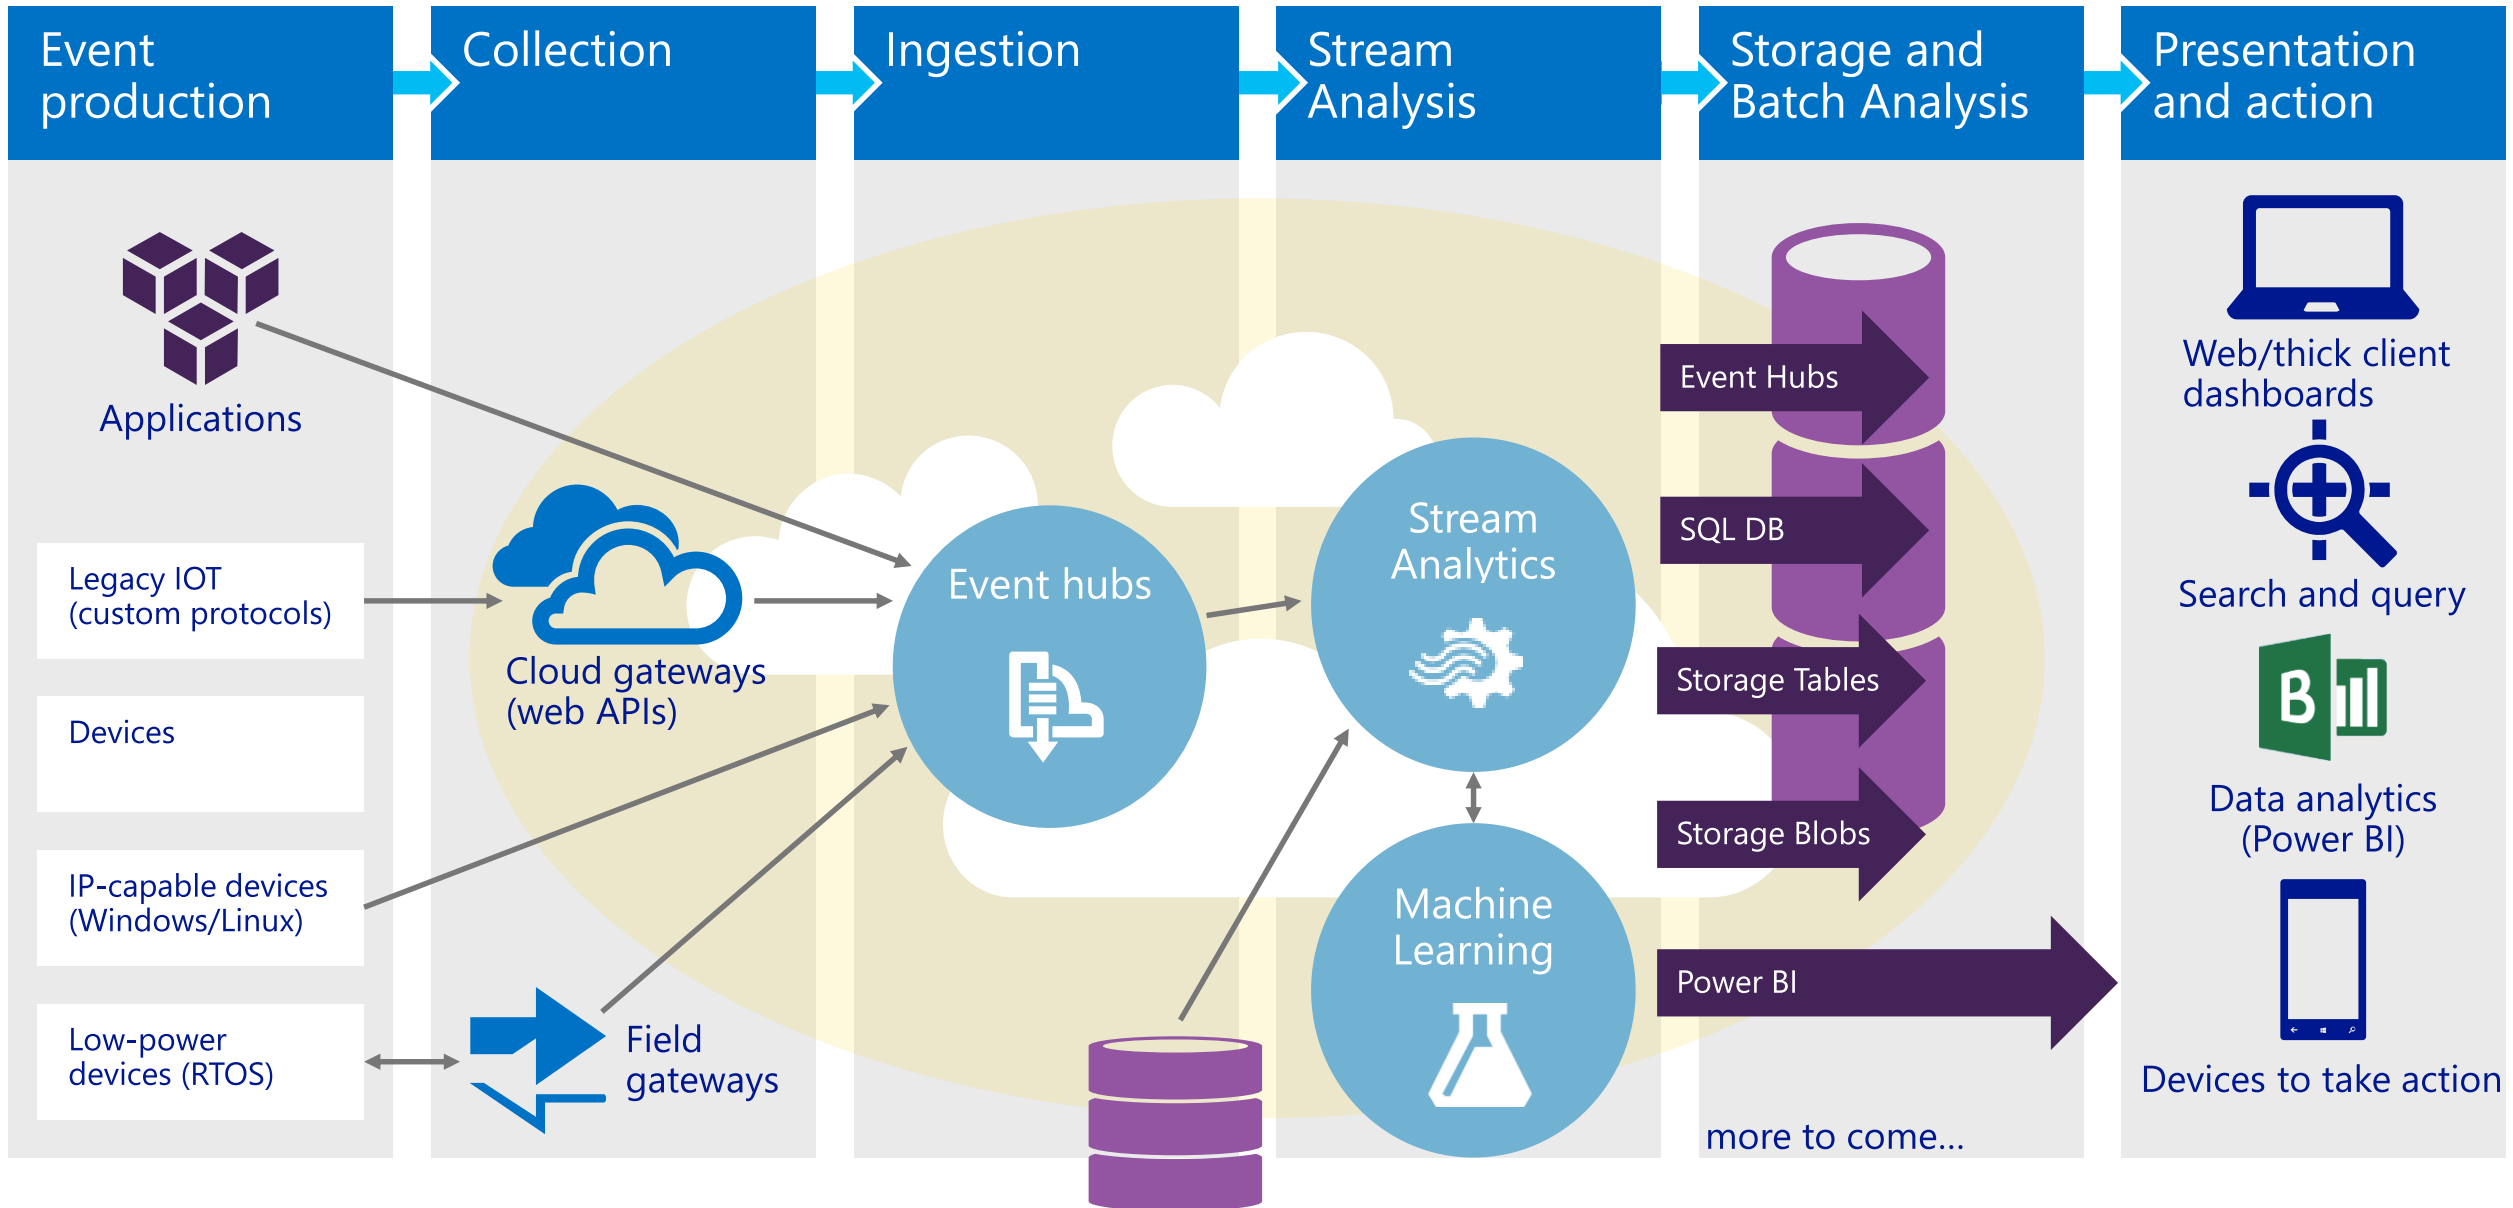 Event
production
Collection
Ingestion
Stream
Analysis
Storage and
Batch Analysis
Presentation
and action
Applications
Legacy IOT
(custom protocols)
Devices
IP-capable devices
(Windows/Linux)
Low-power
devices (RTOS)
Cloud gateways
(web APIs)
Field
gateways
Event hubs
Stream
Analytics
Machine
Learning
Event Hubs
SQL DB
Storage Tables
Storage Blobs
Power BI
more to come...
Web/thick client
dashboards
Search and query
B
Data analytics
(Power BI)
Devices to take action